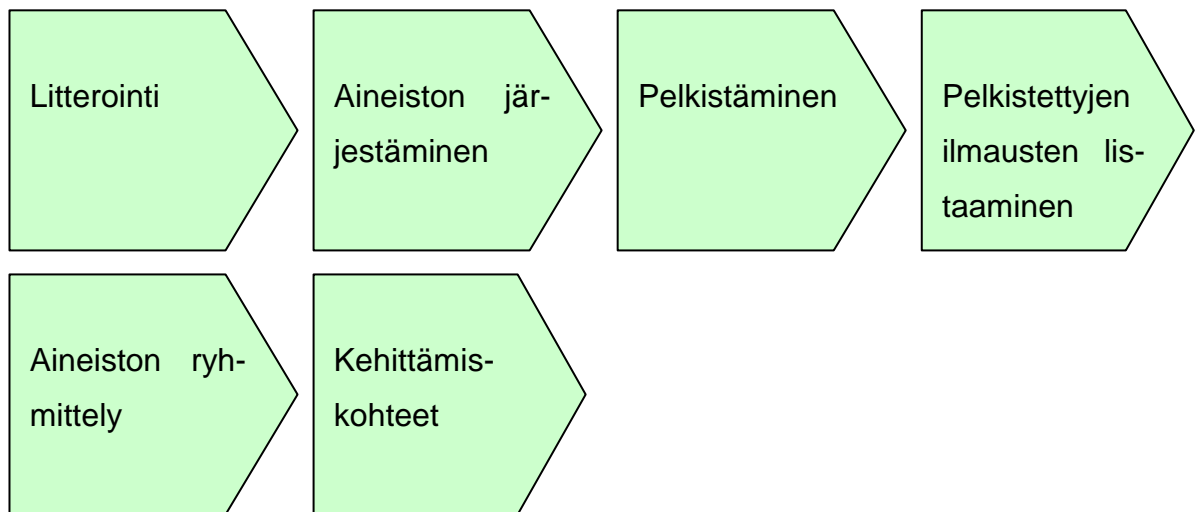 Litterointi
Aineiston jär-
jestäminen
Pelkistäminen
Pelkistettyjen
ilmausten lis-
taaminen
Aineiston ryh-
mittely
Kehittämis-
kohteet